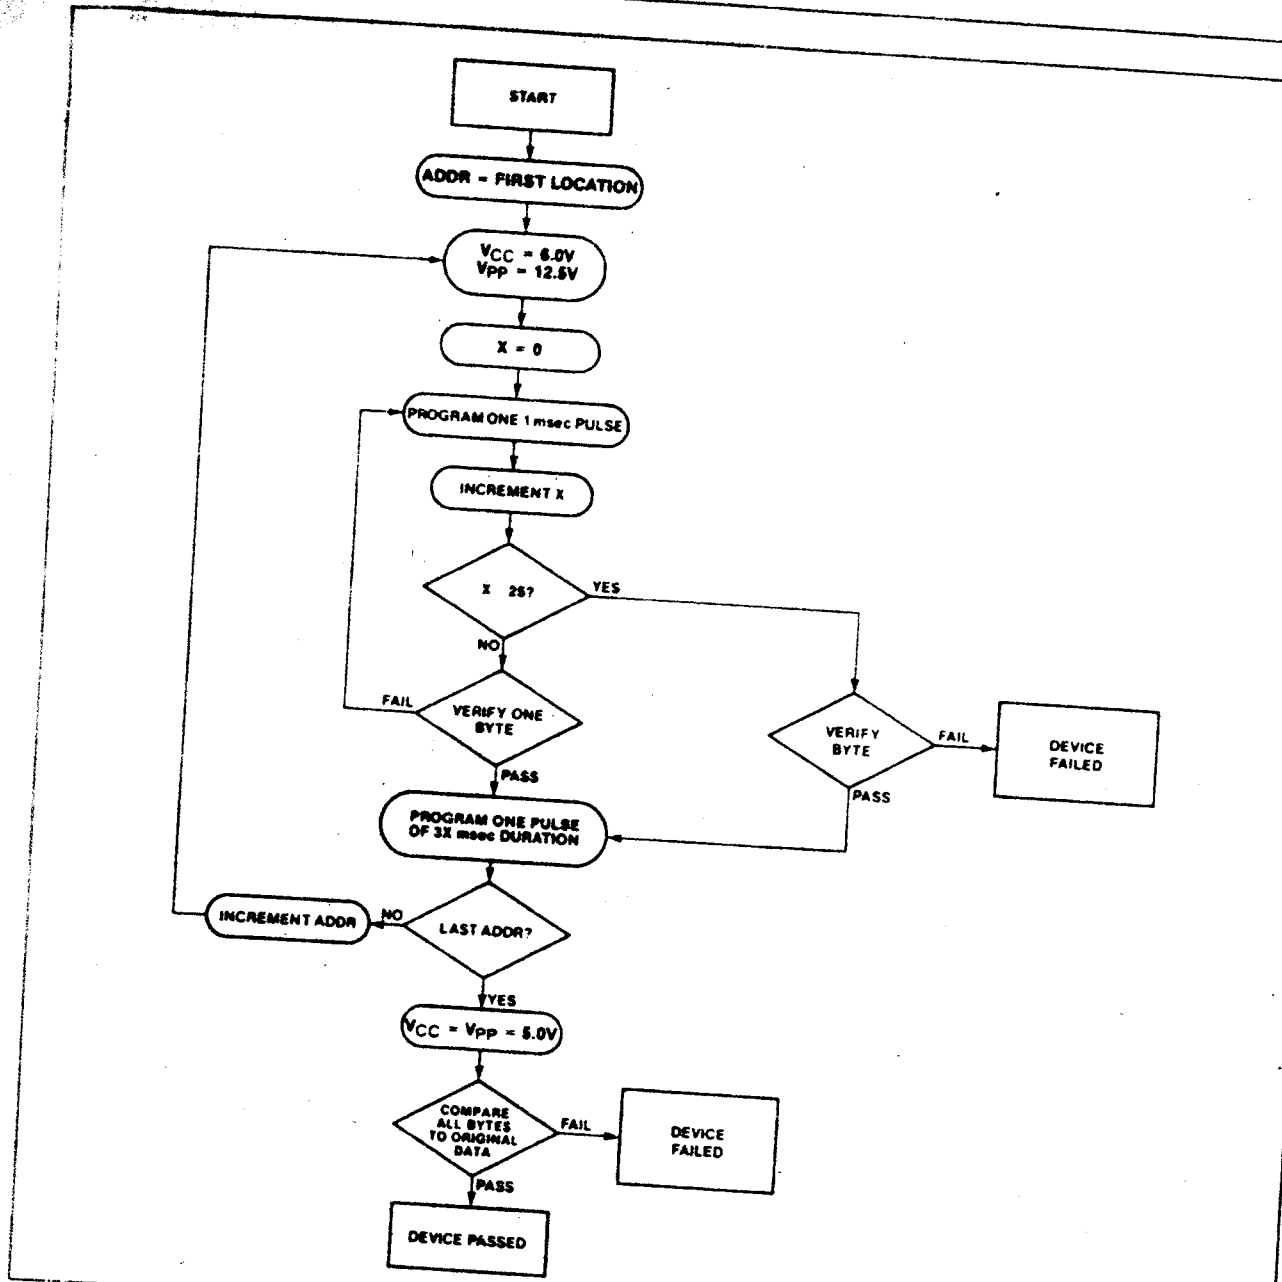 START
ADDR = FIRST LOCATION
VCC = 6.0V
VPP = 12.5V
X = 0
PROGRAM ONE 1 msec PULSE
INCREMENT X
X 25?
YES
NO
FAIL
VERIFY ONE
BYTE
VERIFY
BYTE
FAIL
DEVICE
FAILED
PASS
PASS
PROGRAM ONE PULSE
OF 3X msec DURATION
INCREMENT ADDR
NO
LAST ADDR?
YES
VCC = VPP = 5.0V
COMPARE
ALL BYTES
TO ORIGINAL
DATA
FAIL
DEVICE
FAILED
PASS
DEVICE PASSED